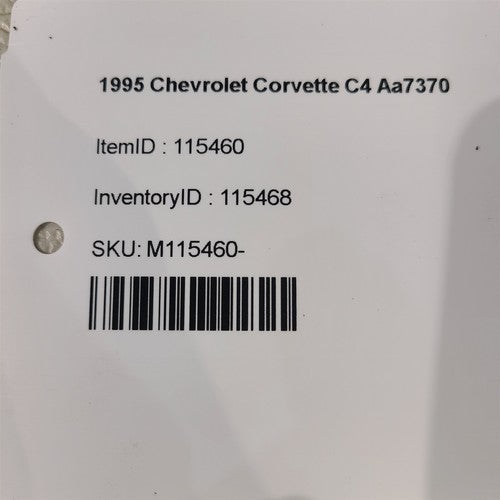 1995 Chevrolet Corvette C4 Aa7370
ItemID : 115460
InventoryID : 115468
SKU: M115460-